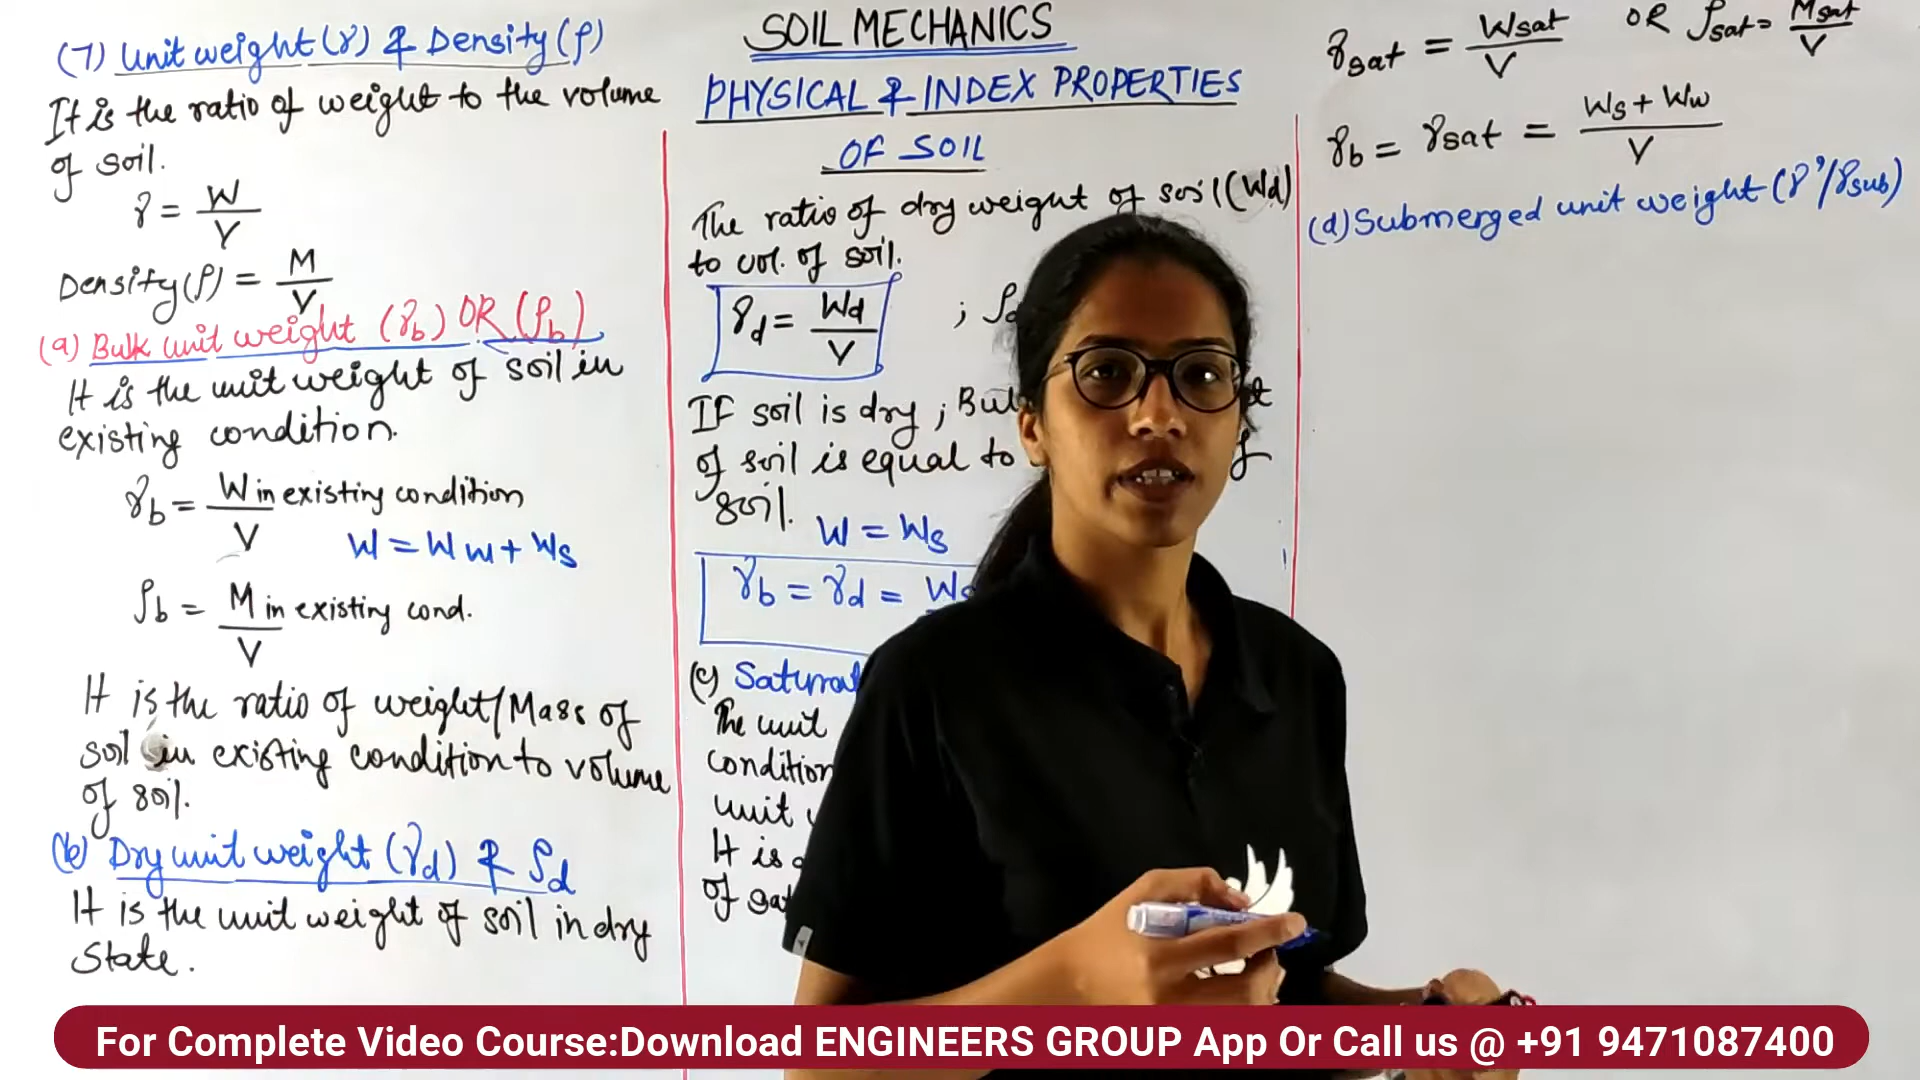 (7) Unit weight (γ) & Density (ρ)
It is the ratio of weight to the volume
of soil.
γ = W/V
Density (ρ) = M/V
(a) Bulk unit weight (γb) OR (ρb)
It is the unit weight of soil in
existing condition.
γb = W in existing condition / V
W = Ww + Ws
ρb = M in existing cond. / V
It is the ratio of weight/Mass of
soil in existing condition to volume
of soil.
(b) Dry unit weight (γd) & ρd
It is the unit weight of soil in dry
state.
SOIL MECHANICS
PHYSICAL & INDEX PROPERTIES
OF SOIL
The ratio of dry weight of soil (Wd)
to vol. of soil.
γd = Wd/V ;
IF soil is dry ;
of soil is equal to
soil.
W = Ws
γb = γd =
(c)
The unit
condition
unit
It is
of
γsat = Wsat/V OR ρsat = Msat/V
γb = γsat = Ws + Ww / V
(d) Submerged unit weight (γ'/γsub)
For Complete Video Course:Download ENGINEERS GROUP App Or Call us @ +91 9471087400